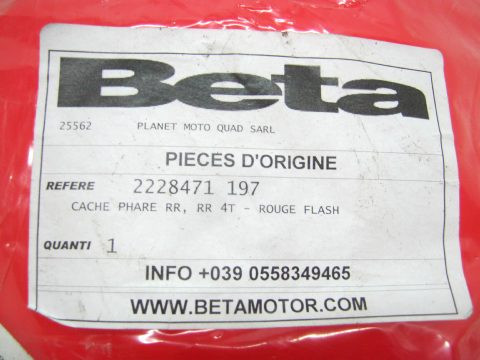 Beta
25562 PLANET MOTO QUAD SARL
PIECES D'ORIGINE
REFERE 2228471 197
CACHE PHARE RR, RR 4T - ROUGE FLASH
QUANTI 1
INFO +039 0558349465
WWW.BETAMOTOR.COM